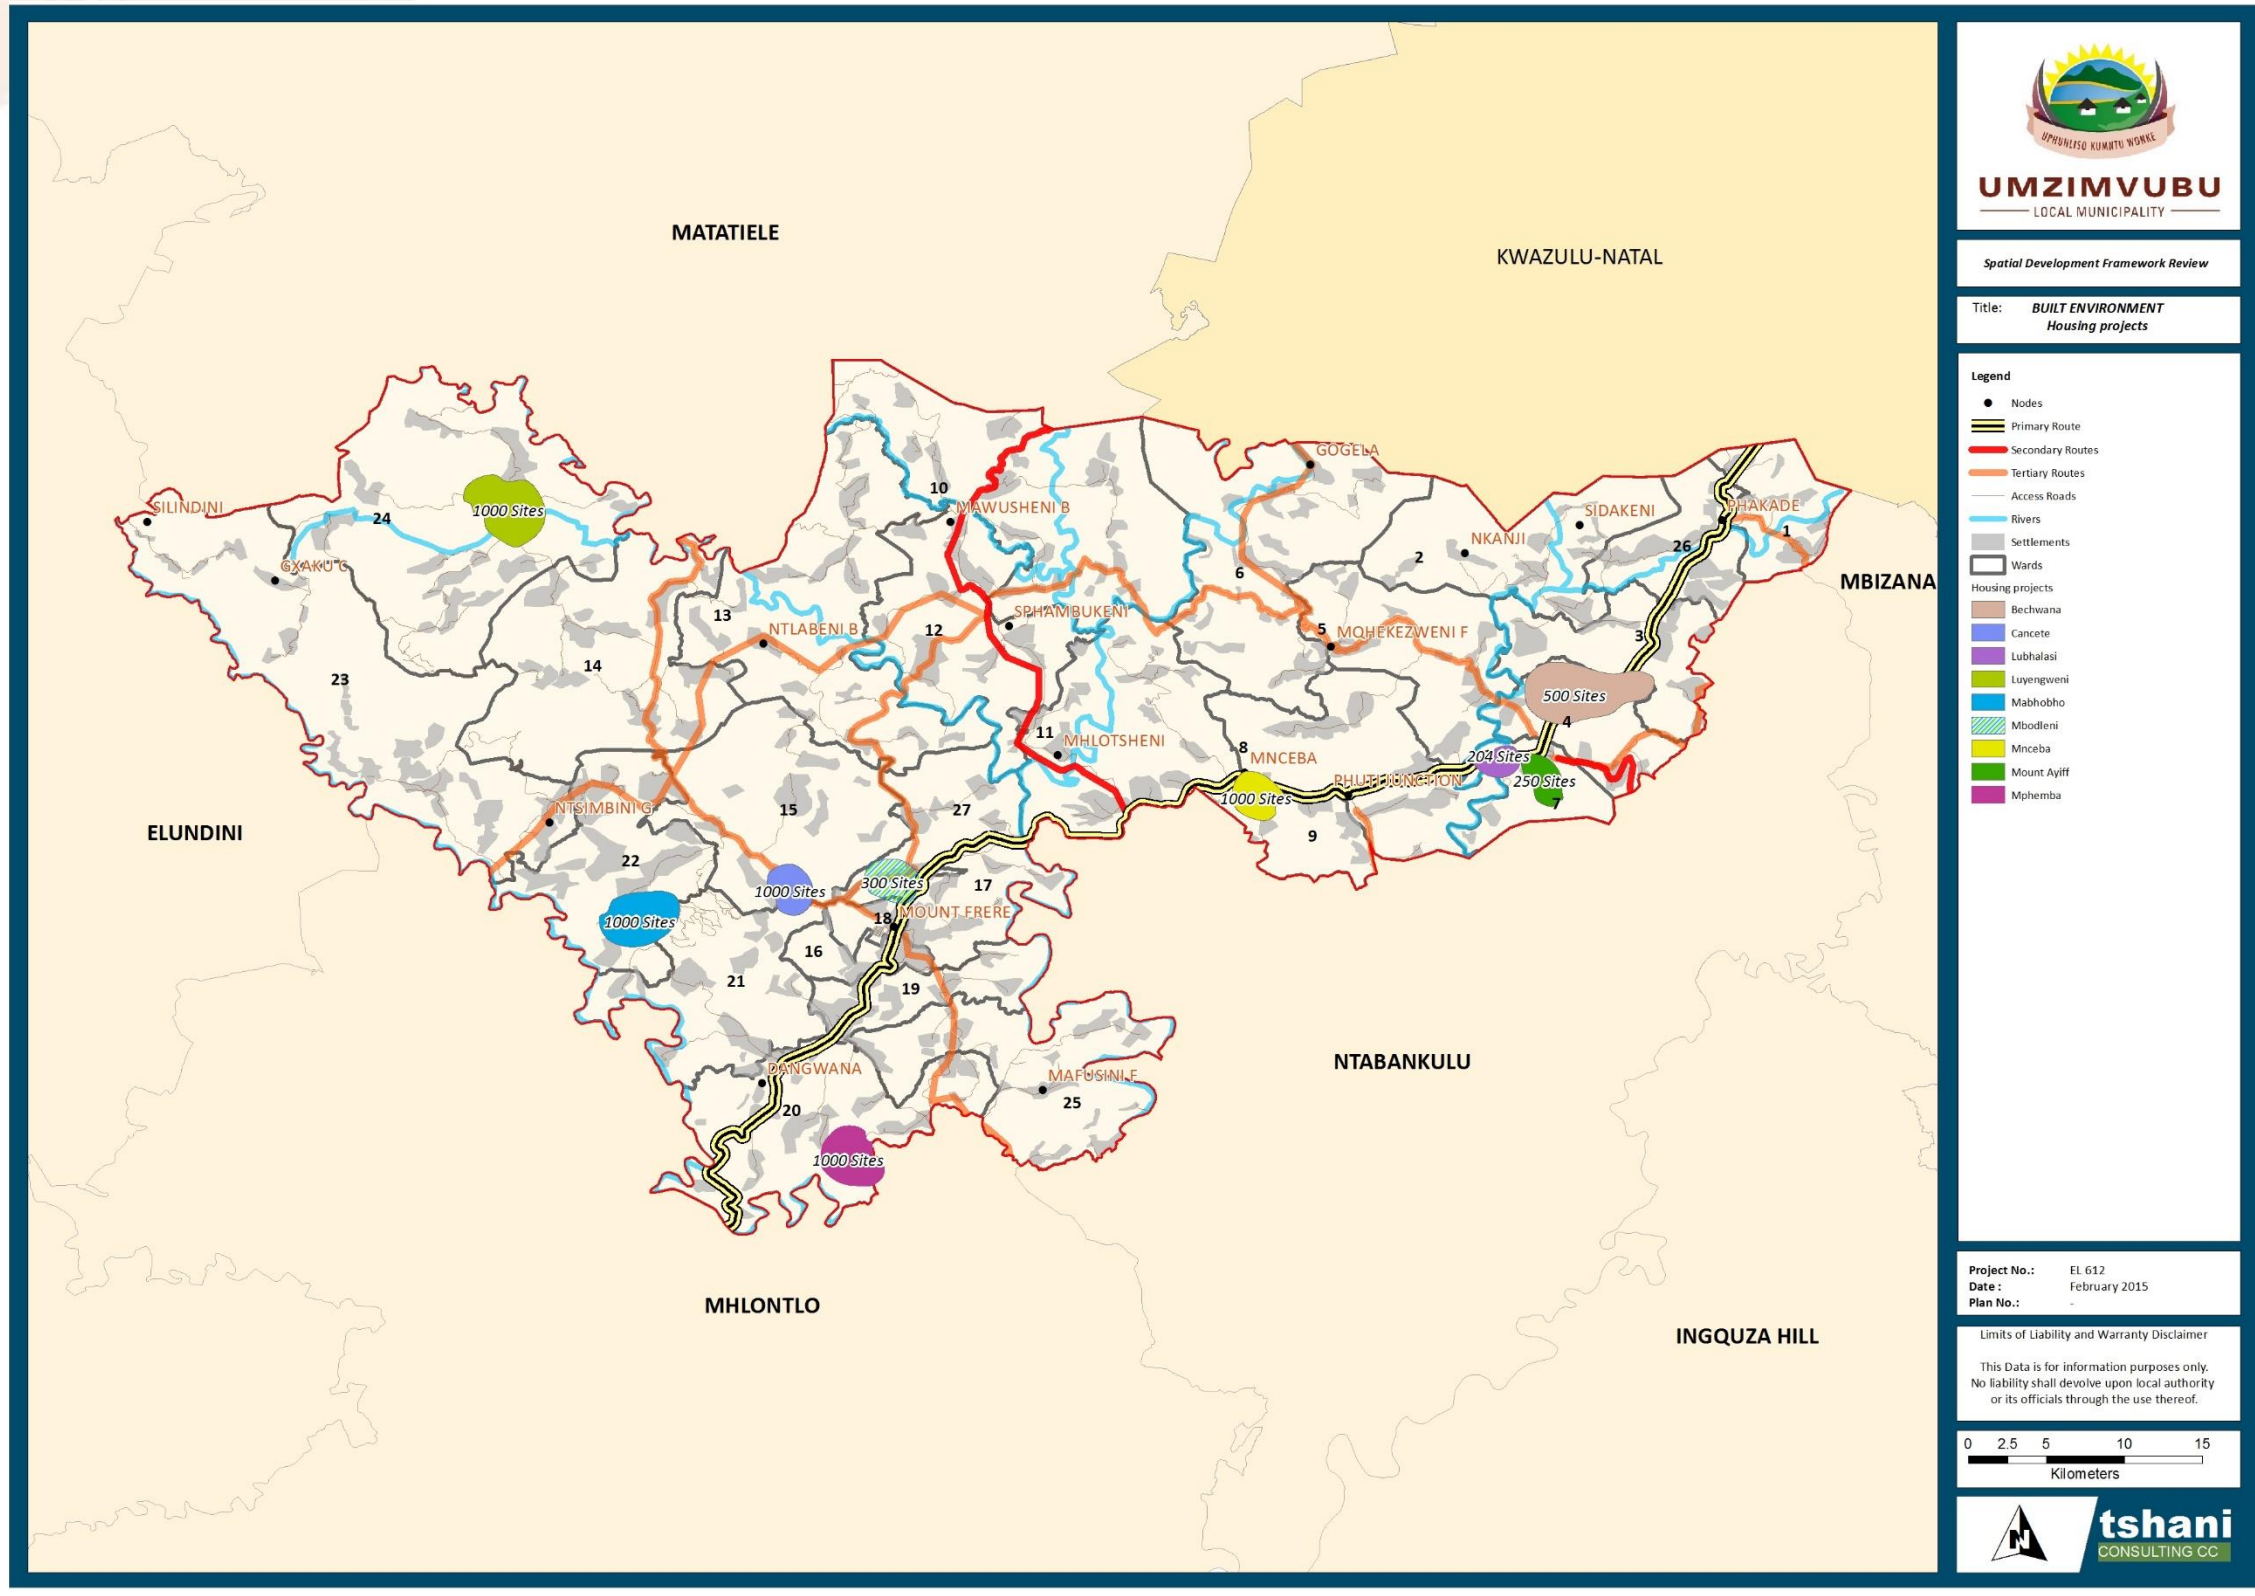 MATATIELE
KWAZULU-NATAL
GOGELA
SILINDINI
10
MAWUSHENI B
SIDAKENI
PHAKADE
24
1000 Sites
NKANJI
26
1
2
GXAKU C
6
MBIZANA
13
SPHAMBUKENI
NTLABENI B
12
5
MQHEKEZWENI F
3
14
23
500 Sites
4
11
MHLOTSHENI
8
MNCEBA
204 Sites
PHUTI JUNCTION
250 Sites
1000 Sites
7
NTSIMBINI G
15
27
ELUNDINI
9
22
1000 Sites
300 Sites
17
1000 Sites
18
MOUNT FRERE
16
21
19
DANGWANA
MAFUSINI F
NTABANKULU
20
25
1000 Sites
MHLONTLO
INGQUZA HILL
UPHUHLISO KUMNTU WONKE
UMZIMVUBU
LOCAL MUNICIPALITY
Spatial Development Framework Review
Title: BUILT ENVIRONMENT
Housing projects
Legend
Nodes
Primary Route
Secondary Routes
Tertiary Routes
Access Roads
Rivers
Settlements
Wards
Housing projects
Bechwana
Cancete
Lubhalasi
Luyengweni
Mabhobho
Mbodleni
Mnceba
Mount Ayiff
Mphemba
Project No.: EL 612
Date : February 2015
Plan No.: -
Limits of Liability and Warranty Disclaimer
This Data is for information purposes only.
No liability shall devolve upon local authority
or its officials through the use thereof.
0 2.5 5 10 15
Kilometers
N
tshani
CONSULTING CC